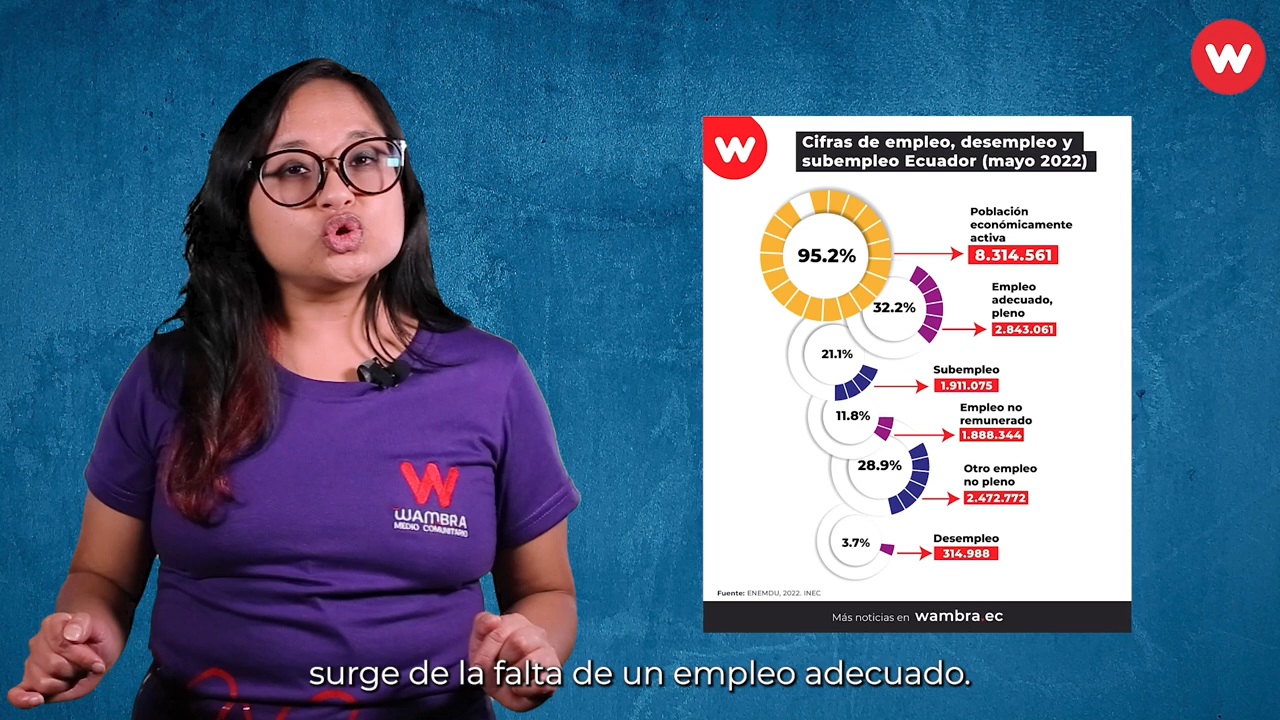 W
W
Cifras de empleo, desempleo y
subempleo Ecuador (mayo 2022)
95.2%
Población
económicamente
activa
8.314.561
32.2%
Empleo
adecuado,
pleno
2.843.061
21.1%
Subempleo
1.911.075
11.8%
Empleo no
remunerado
1.888.344
28.9%
Otro empleo
no pleno
2.472.772
3.7%
Desempleo
314.988
Fuente: ENEMDU, 2022. INEC
Más noticias en wambra.ec
W
WAMBRA
MEDIO COMUNITARIO
surge de la falta de un empleo adecuado.